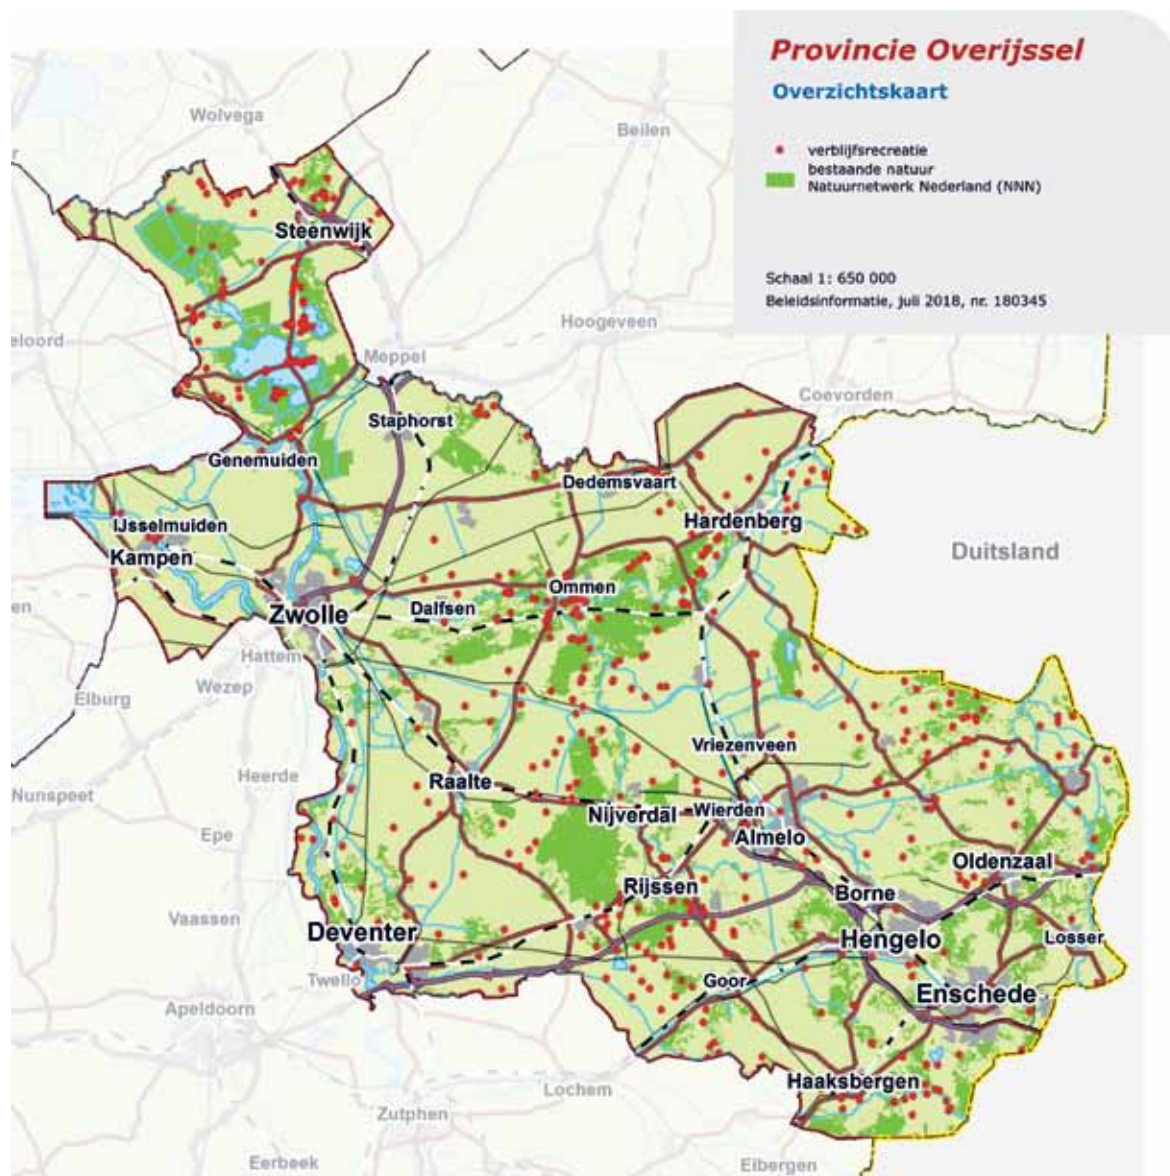 Provincie Overijssel
Overzichtskaart
verblijfsrecreatie
bestaande natuur
Natuurnetwerk Nederland (NNN)
Schaal 1: 650 000
Beleidsinformatie, juli 2018, nr. 180345
Wolvega
Beilen
Steenwijk
Hoogeveen
eloord
Meppel
Coevorden
Staphorst
Genemuiden
Dedemsvaart
IJsselmuiden
Hardenberg
Kampen
Duitsland
Ommen
en
Dalfsen
Zwolle
Hattem
Wezep
Elburg
Vriezenveen
Heerde
Raalte
Nunspeet
Nijverdal
Wierden
Epe
Almelo
Oldenzaal
Rijssen
Borne
Vaassen
Deventer
Hengelo
Losser
Twello
Goor
Enschede
Apeldoorn
Haaksbergen
Lochem
Zutphen
Eerbeek
Eibergen